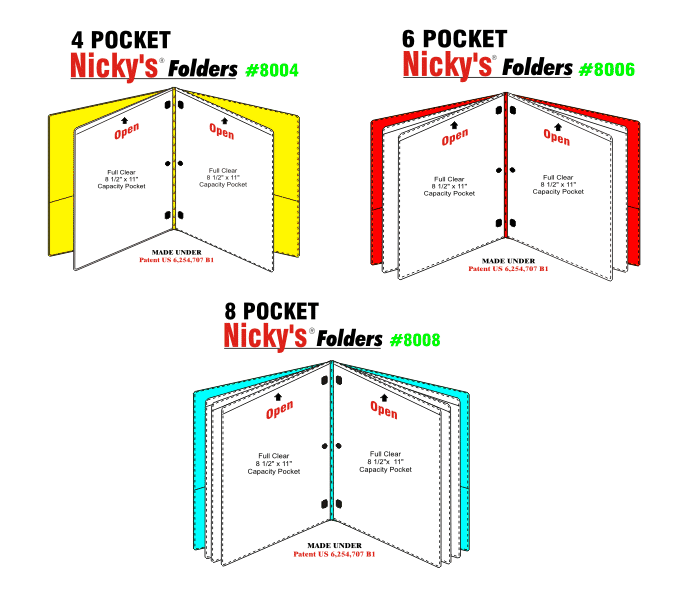 4 POCKET
Nicky's® Folders #8004
Open
Full Clear
8 1/2" x 11"
Capacity Pocket
Open
Full Clear
8 1/2" x 11"
Capacity Pocket
MADE UNDER
Patent US 6,254,707 B1
6 POCKET
Nicky's® Folders #8006
Open
Full Clear
8 1/2" x 11"
Capacity Pocket
Open
Full Clear
8 1/2" x 11"
Capacity Pocket
MADE UNDER
Patent US 6,254,707 B1
8 POCKET
Nicky's® Folders #8008
Open
Full Clear
8 1/2" x 11"
Capacity Pocket
Open
Full Clear
8 1/2"x 11"
Capacity Pocket
MADE UNDER
Patent US 6,254,707 B1